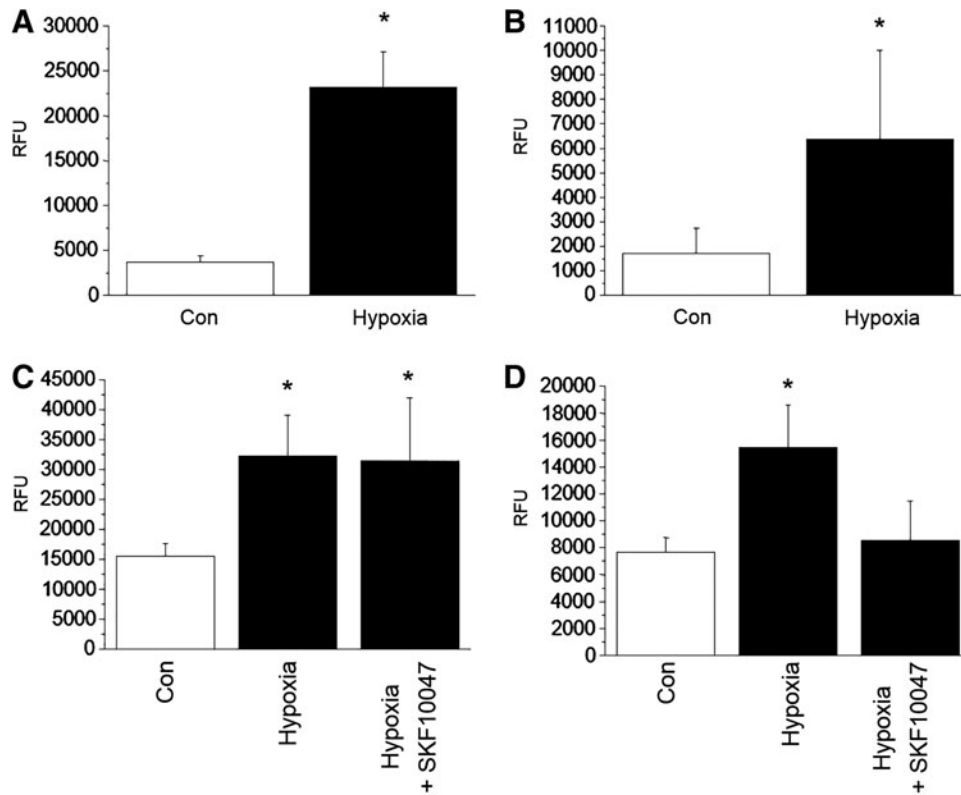 A
30000
25000
20000
15000
10000
5000
0
RFU
*
Con
Hypoxia
B
11000
10000
9000
8000
7000
6000
5000
4000
3000
2000
1000
0
RFU
*
Con
Hypoxia
C
45000
40000
35000
30000
25000
20000
15000
10000
5000
0
RFU
*
*
Con
Hypoxia
Hypoxia
+ SKF10047
D
20000
18000
16000
14000
12000
10000
8000
6000
4000
2000
0
RFU
*
Con
Hypoxia
Hypoxia
+ SKF10047